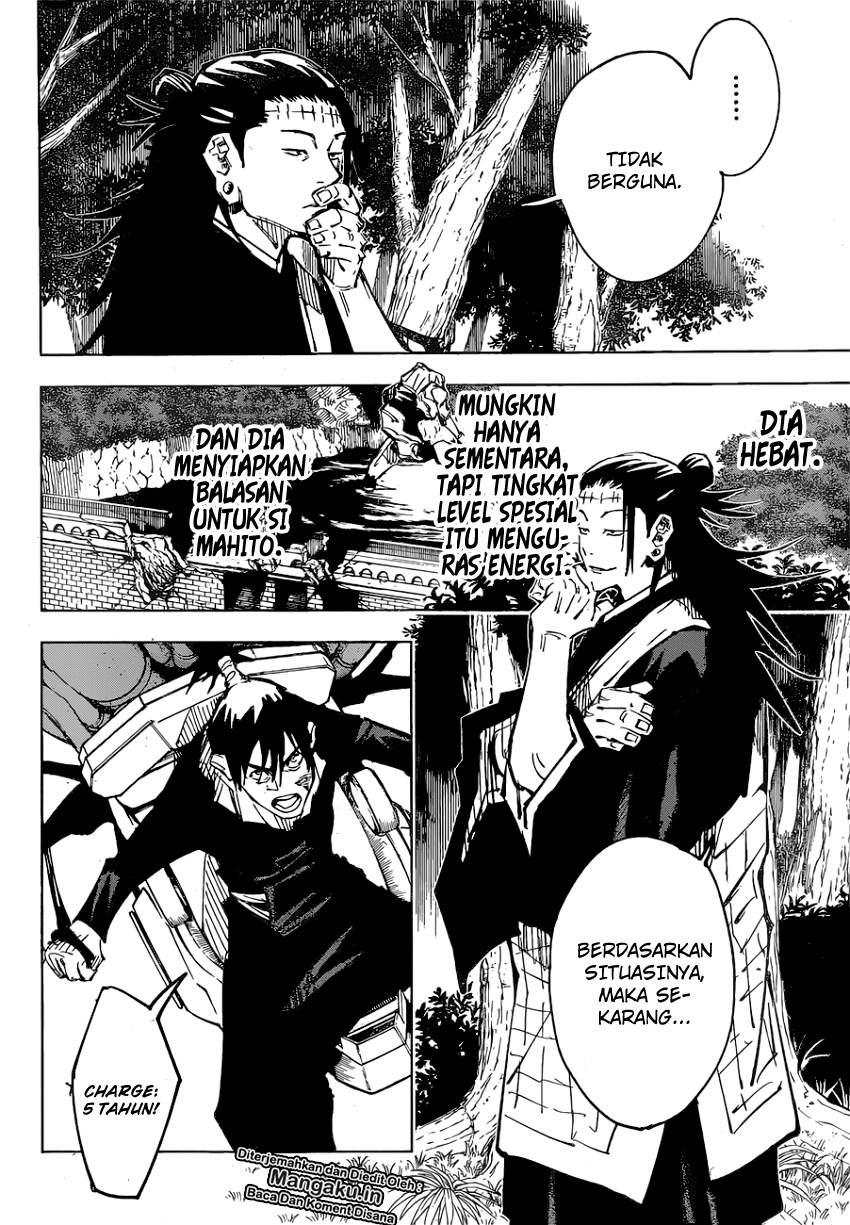 ......
TIDAK
BERGUNA.
DIA
HEBAT.
MUNGKIN
HANYA
SEMENTARA,
TAPI TINGKAT
LEVEL SPESIAL
ITU MENGU-
RAS ENERGI.
DAN DIA
MENYIAPKAN
BALASAN
UNTUK SI
MAHITO.
BERDASARKAN
SITUASINYA,
MAKA SE-
KARANG...
CHARGE:
5 TAHUN!
Diterjemahkan dan Diedit Oleh :
Mangaku.in
Baca Dan Koment Disana